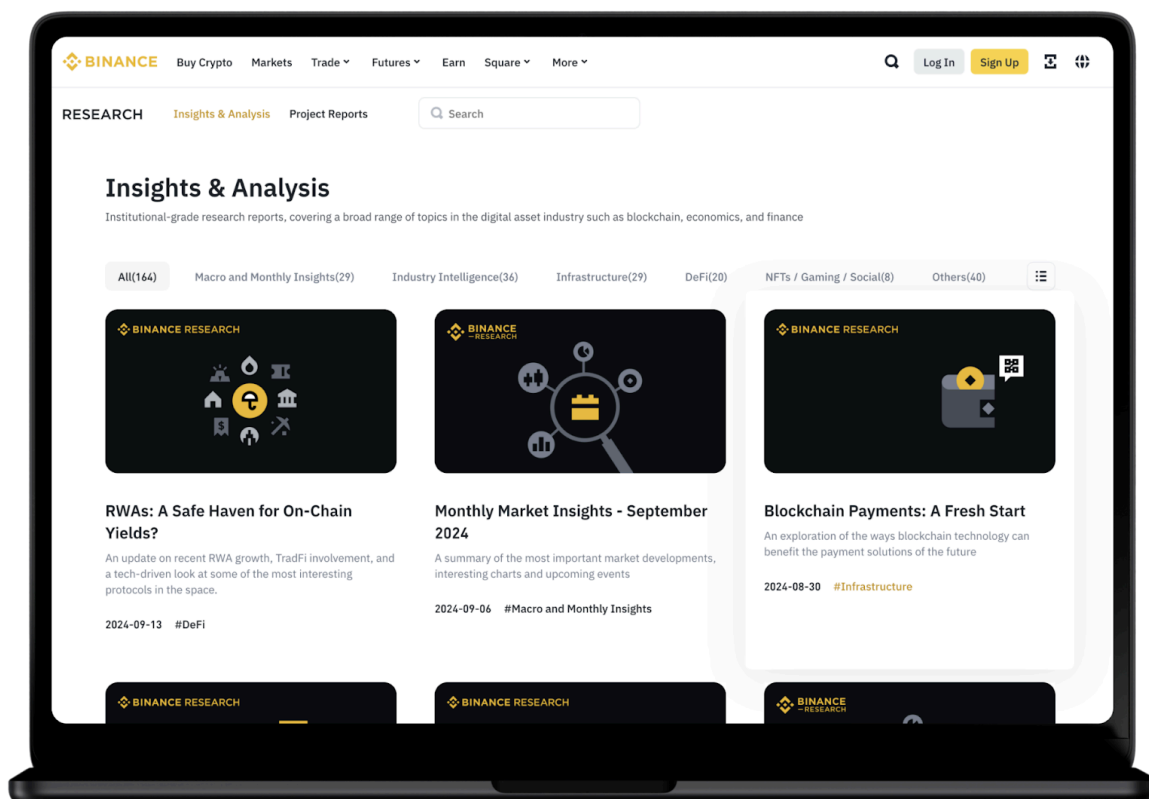 BINANCE Buy Crypto Markets Trade Futures Earn Square More Log In Sign Up
RESEARCH Insights & Analysis Project Reports Search
Insights & Analysis
Institutional-grade research reports, covering a broad range of topics in the digital asset industry such as blockchain, economics, and finance
All(164) Macro and Monthly Insights(29) Industry Intelligence(36) Infrastructure(29) DeFi(20) NFTs / Gaming / Social(8) Others(40)
BINANCE RESEARCH
$
RWAs: A Safe Haven for On-Chain
Yields?
An update on recent RWA growth, TradFi involvement, and
a tech-driven look at some of the most interesting
protocols in the space.
2024-09-13 #DeFi
BINANCE
RESEARCH
Monthly Market Insights - September
2024
A summary of the most important market developments,
interesting charts and upcoming events
2024-09-06 #Macro and Monthly Insights
BINANCE RESEARCH
Blockchain Payments: A Fresh Start
An exploration of the ways blockchain technology can
benefit the payment solutions of the future
2024-08-30 #Infrastructure
BINANCE RESEARCH
BINANCE RESEARCH
BINANCE
RESEARCH